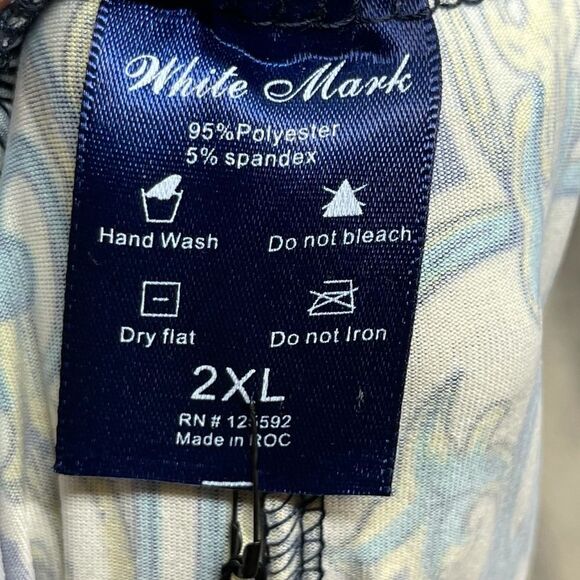 White Mark
95%Polyester
5% spandex
Hand Wash
Do not bleach
Dry flat
Do not Iron
2XL
RN # 125592
Made in ROC